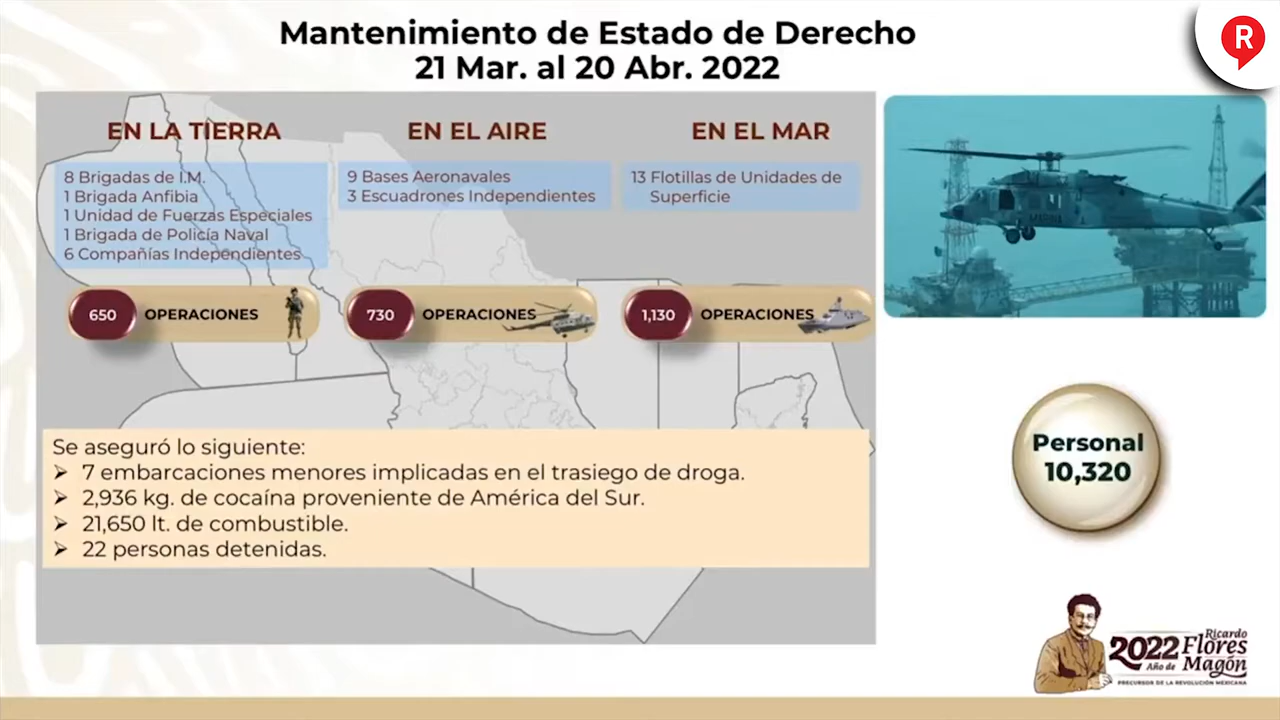 Mantenimiento de Estado de Derecho
21 Mar. al 20 Abr. 2022
R
EN LA TIERRA
8 Brigadas de I.M.
1 Brigada Anfibia
1 Unidad de Fuerzas Especiales
1 Brigada de Policía Naval
6 Compañías Independientes
650 OPERACIONES
EN EL AIRE
9 Bases Aeronavales
3 Escuadrones Independientes
730 OPERACIONES
EN EL MAR
13 Flotillas de Unidades de
Superficie
1,130 OPERACIONES
MARINA
Se aseguró lo siguiente:
➢ 7 embarcaciones menores implicadas en el trasiego de droga.
➢ 2,936 kg. de cocaína proveniente de América del Sur.
➢ 21,650 lt. de combustible.
➢ 22 personas detenidas.
Personal
10,320
2022 Ricardo
Flores
Año de Magón
PRECURSOR DE LA REVOLUCIÓN MEXICANA